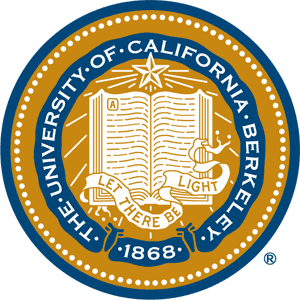 THE·UNIVERSITY·OF·CALIFORNIA·BERKELEY·
·1868·
A
LET THERE BE LIGHT
®